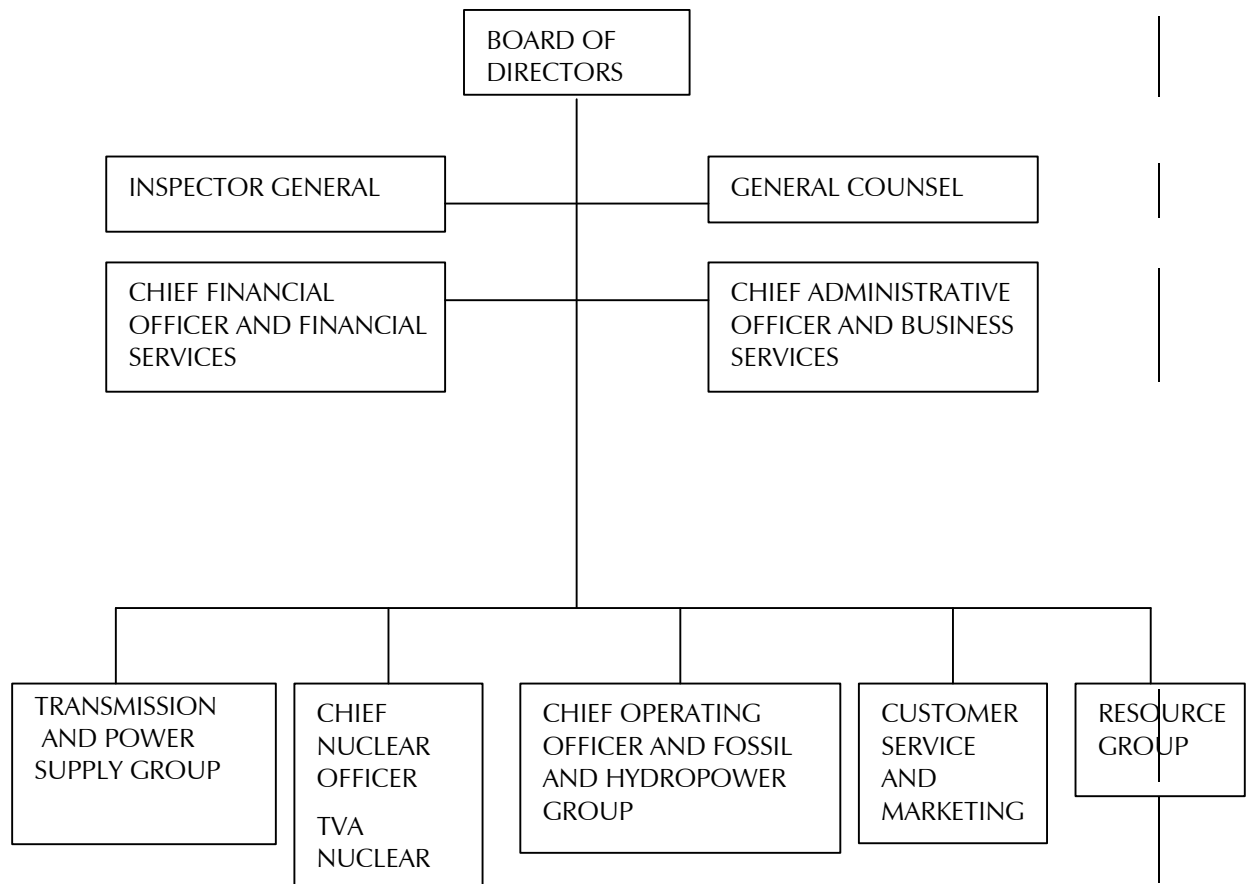 BOARD OF
DIRECTORS
INSPECTOR GENERAL
GENERAL COUNSEL
CHIEF FINANCIAL
OFFICER AND FINANCIAL
SERVICES
CHIEF ADMINISTRATIVE
OFFICER AND BUSINESS
SERVICES
TRANSMISSION
AND POWER
SUPPLY GROUP
CHIEF
NUCLEAR
OFFICER
TVA
NUCLEAR
CHIEF OPERATING
OFFICER AND FOSSIL
AND HYDROPOWER
GROUP
CUSTOMER
SERVICE
AND
MARKETING
RESOURCE
GROUP